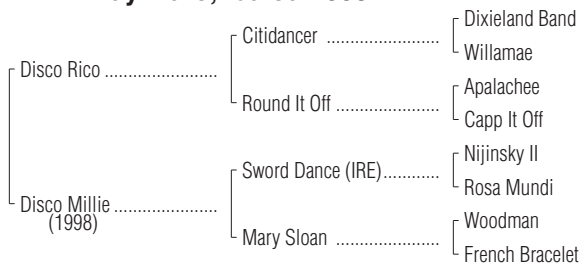 Dixieland Band
Citidancer ........................
Willamae
Disco Rico ........................
Apalachee
Round It Off ......................
Capp It Off
Nijinsky II
Sword Dance (IRE)............
Rosa Mundi
Disco Millie ......................
(1998)
Woodman
Mary Sloan ......................
French Bracelet